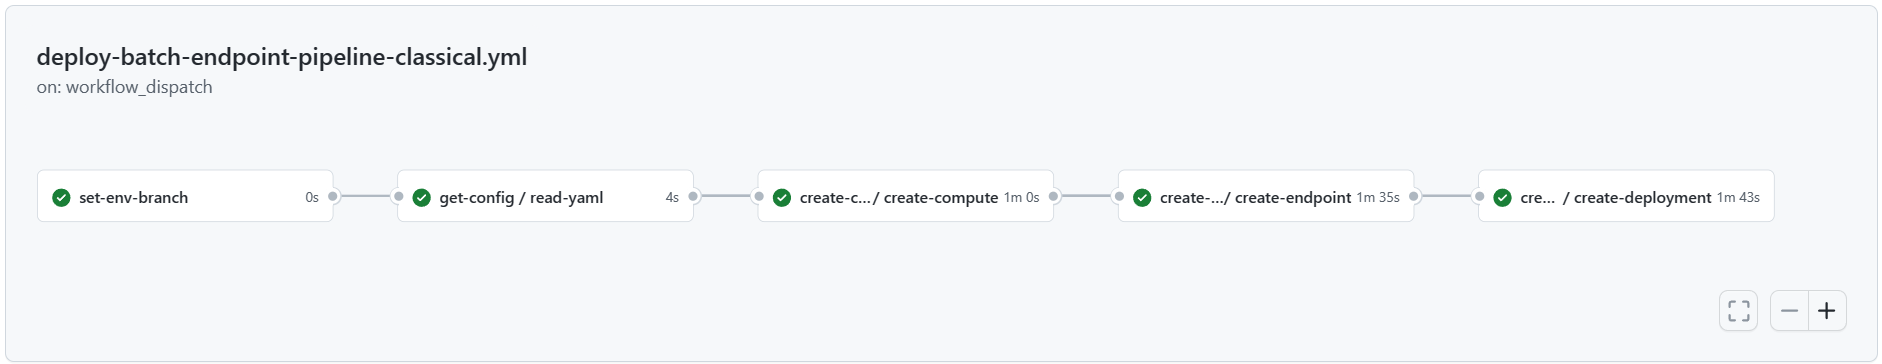 deploy-batch-endpoint-pipeline-classical.yml
on: workflow_dispatch
set-env-branch 0s
get-config / read-yaml 4s
create-c... / create-compute 1m 0s
create-.../ create-endpoint 1m 35s
cre... / create-deployment 1m 43s